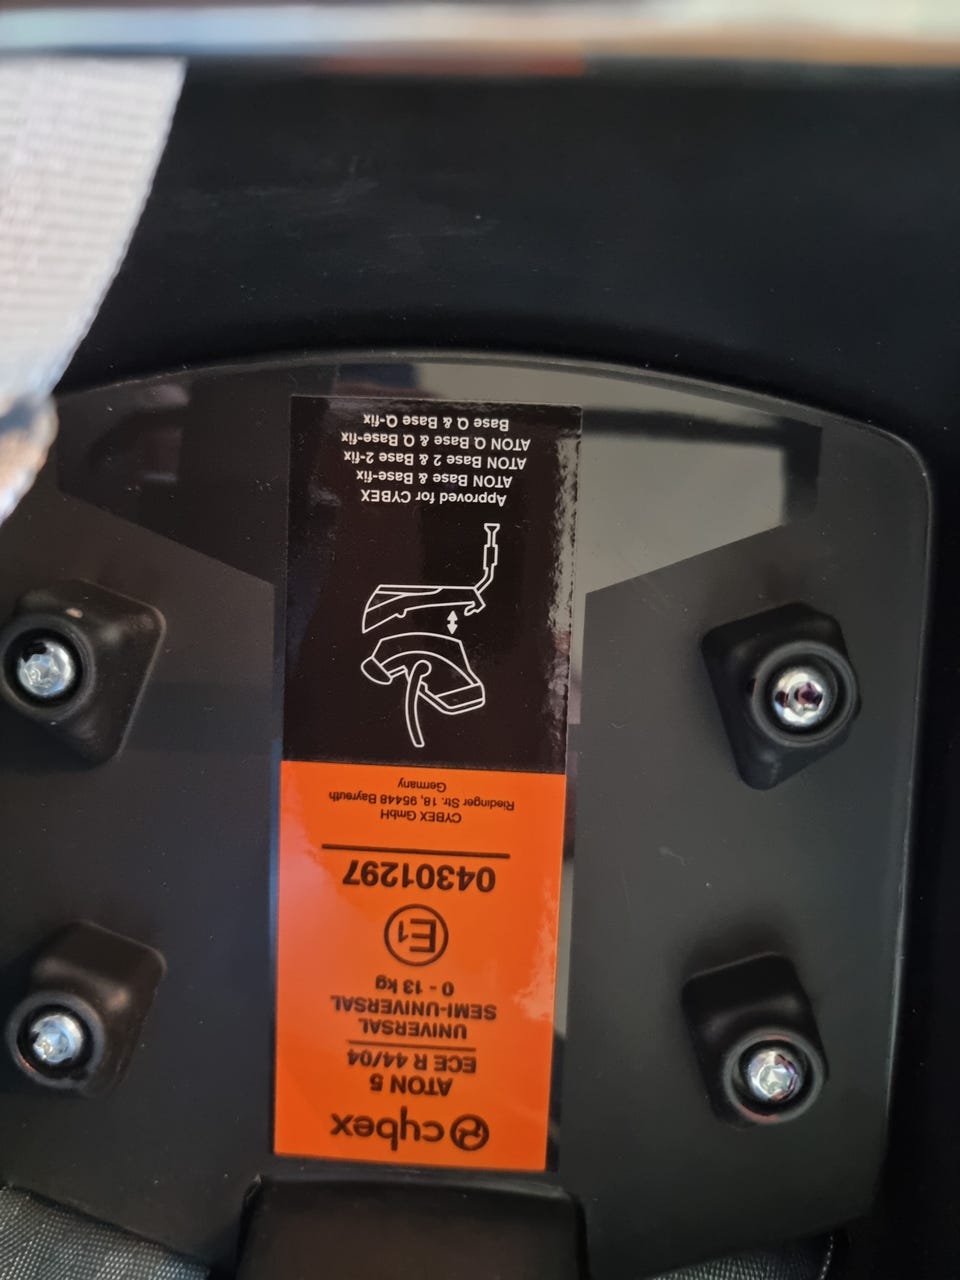 cybex
ATON 5
ECE R 44/04
UNIVERSAL
SEMI-UNIVERSAL
0 - 13 kg
E1
04301297
CYBEX GmbH
Riedinger Str. 18, 95448 Bayreuth
Germany
Approved for CYBEX
ATON Base & Base-fix
ATON Base 2 & Base 2-fix
ATON Q Base Q & Base-fix
Base Q & Base Q-fix